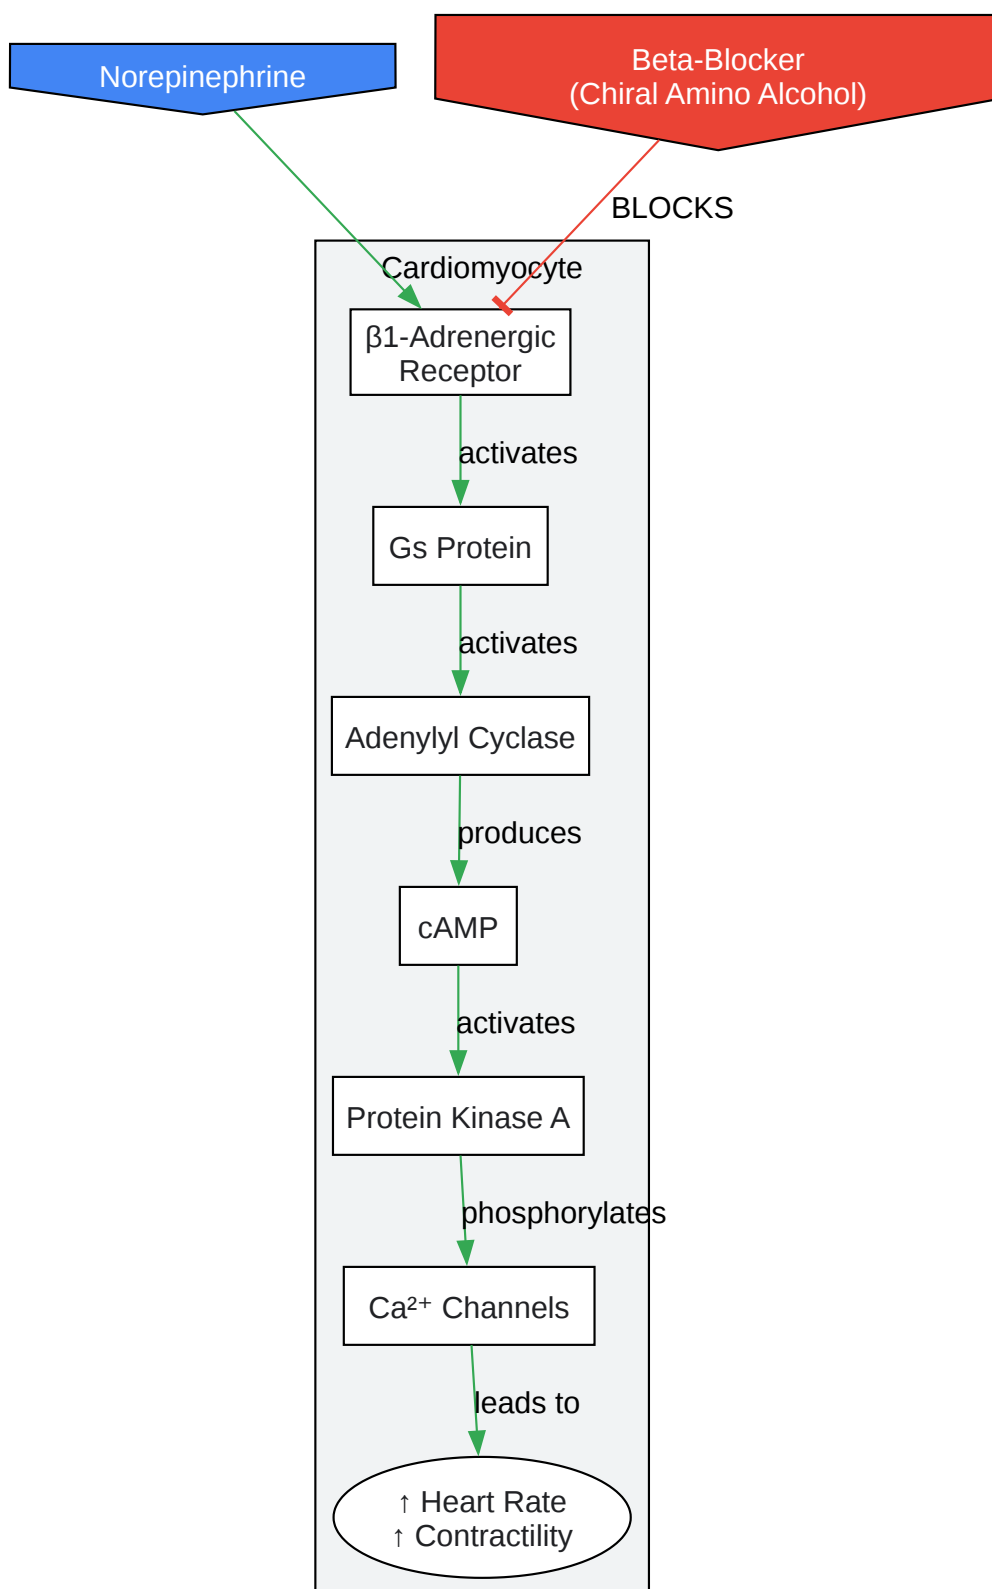 Norepinephrine
Beta-Blocker
(Chiral Amino Alcohol)
BLOCKS
Cardiomyocyte
β1-Adrenergic
Receptor
activates
Gs Protein
activates
Adenylyl Cyclase
produces
cAMP
activates
Protein Kinase A
phosphorylates
Ca²⁺ Channels
leads to
↑ Heart Rate
↑ Contractility